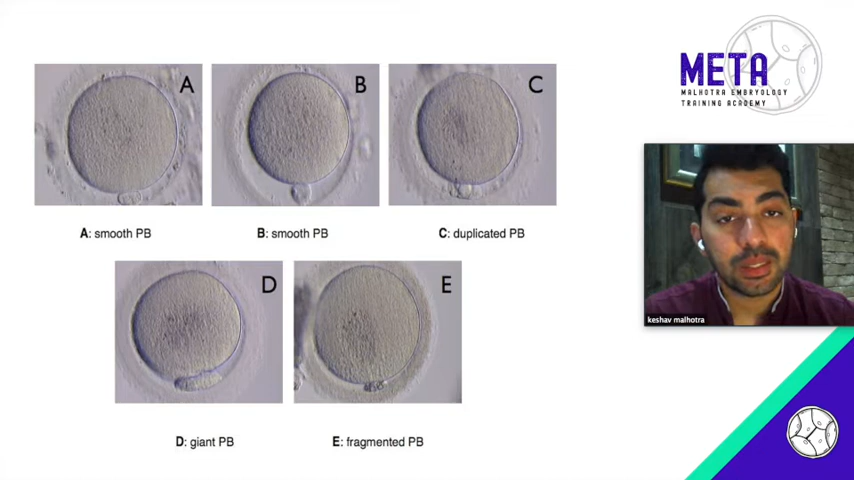 META
MALHOTRA EMBRYOLOGY
TRAINING ACADEMY
A
B
C
A: smooth PB
B: smooth PB
C: duplicated PB
keshav malhotra
D
E
D: giant PB
E: fragmented PB